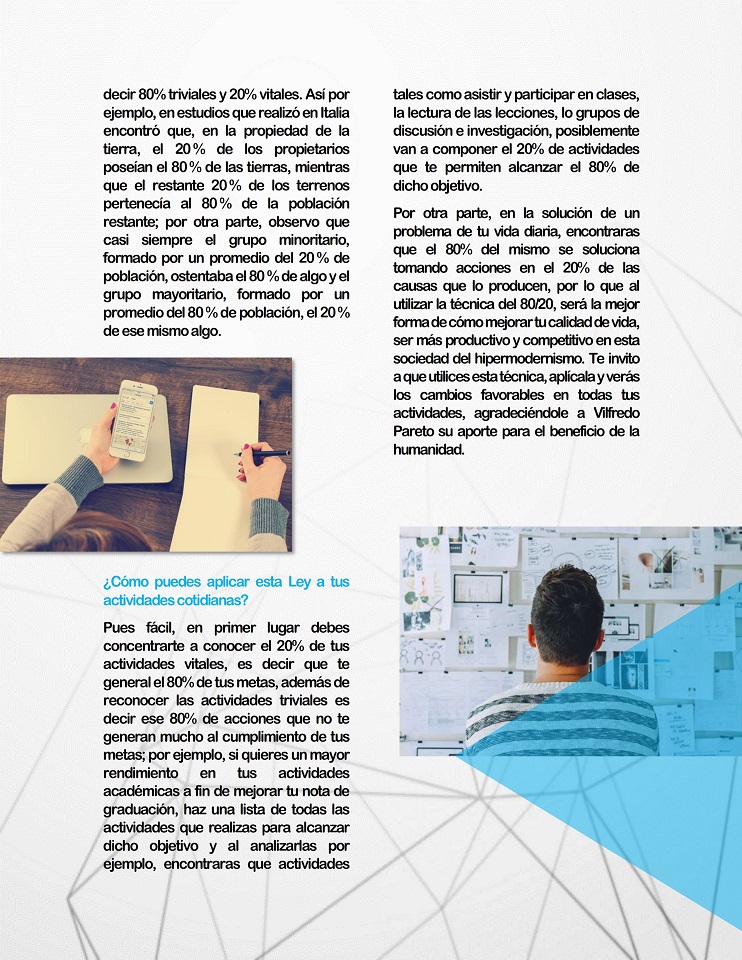 decir 80% triviales y 20% vitales. Así por
ejemplo, en estudios que realizó en Italia
encontró que, en la propiedad de la
tierra, el 20 % de los propietarios
poseían el 80 % de las tierras, mientras
que el restante 20 % de los terrenos
pertenecía al 80 % de la población
restante; por otra parte, observo que
casi siempre el grupo minoritario,
formado por un promedio del 20 % de
población, ostentaba el 80 % de algo y el
grupo mayoritario, formado por un
promedio del 80 % de población, el 20 %
de ese mismo algo.
¿Cómo puedes aplicar esta Ley a tus
actividades cotidianas?
Pues fácil, en primer lugar debes
concentrarte a conocer el 20% de tus
actividades vitales, es decir que te
general el 80% de tus metas, además de
reconocer las actividades triviales es
decir ese 80% de acciones que no te
generan mucho al cumplimiento de tus
metas; por ejemplo, si quieres un mayor
rendimiento en tus actividades
académicas a fin de mejorar tu nota de
graduación, haz una lista de todas las
actividades que realizas para alcanzar
dicho objetivo y al analizarlas por
ejemplo, encontraras que actividades
tales como asistir y participar en clases,
la lectura de las lecciones, lo grupos de
discusión e investigación, posiblemente
van a componer el 20% de actividades
que te permiten alcanzar el 80% de
dicho objetivo.
Por otra parte, en la solución de un
problema de tu vida diaria, encontraras
que el 80% del mismo se soluciona
tomando acciones en el 20% de las
causas que lo producen, por lo que al
utilizar la técnica del 80/20, será la mejor
forma de cómo mejorar tu calidad de vida,
ser más productivo y competitivo en esta
sociedad del hipermodernismo. Te invito
a que utilices esta técnica, aplícala y verás
los cambios favorables en todas tus
actividades, agradeciéndole a Vilfredo
Pareto su aporte para el beneficio de la
humanidad.